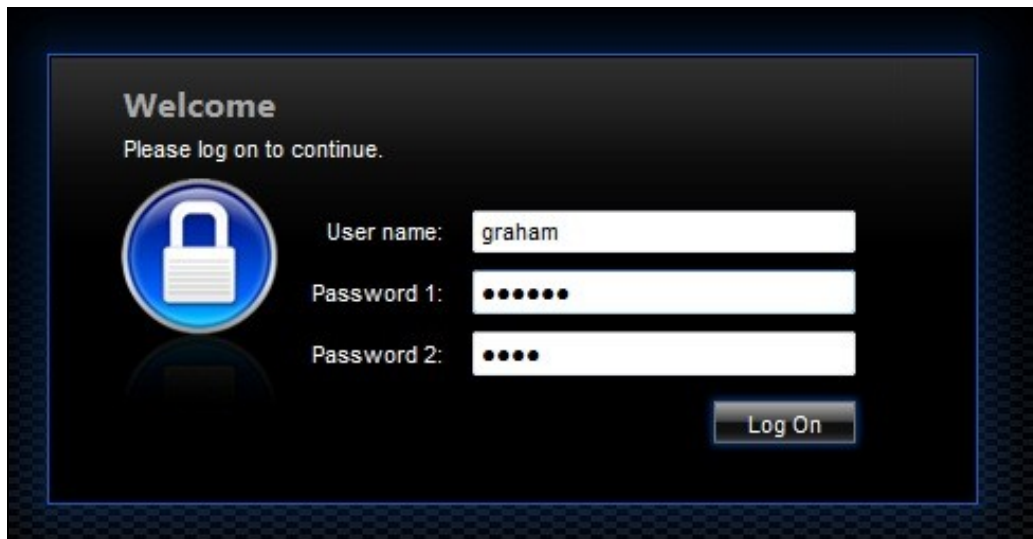 Welcome
Please log on to continue.
User name: graham
Password 1: ●●●●●●
Password 2: ●●●●
Log On